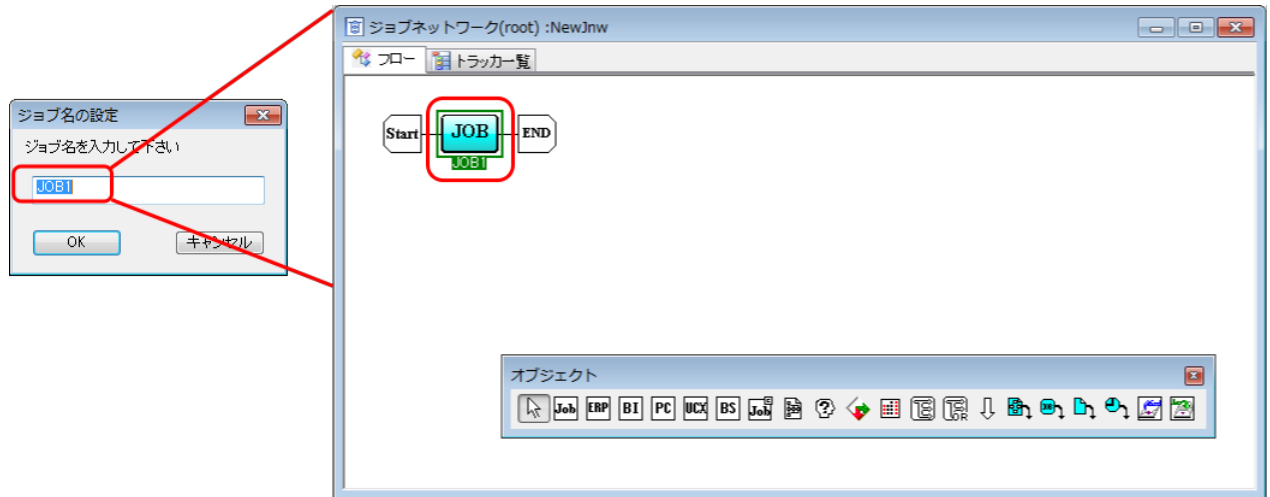 ジョブネットワーク(root) :NewJnw
フロー
トラッカ一覧
ジョブ名の設定
ジョブ名を入力して下さい
JOB1
OK
キャンセル
Start
JOB
END
JOB1
オブジェクト
Job ERP BI PC UCX BS Job
OR